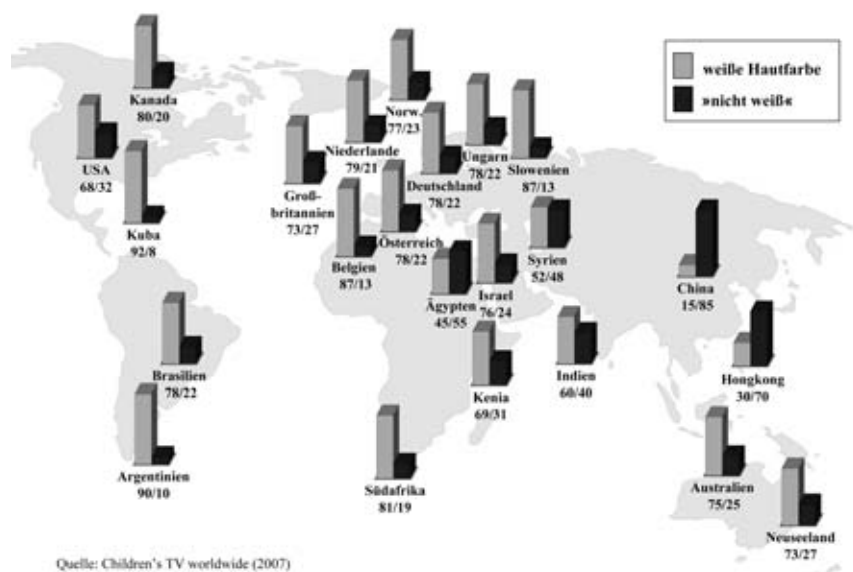 weiße Hautfarbe
»nicht weiß«
Kanada
80/20
USA
68/32
Kuba
92/8
Brasilien
78/22
Argentinien
90/10
Norw.
77/23
Niederlande
79/21
Groß-
britannien
73/27
Belgien
87/13
Österreich
78/22
Deutschland
78/22
Ungarn
78/22
Slowenien
87/13
Ägypten
45/55
Israel
76/24
Syrien
52/48
Kenia
69/31
Südafrika
81/19
Indien
60/40
China
15/85
Hongkong
30/70
Australien
75/25
Neuseeland
73/27
Quelle: Children's TV worldwide (2007)